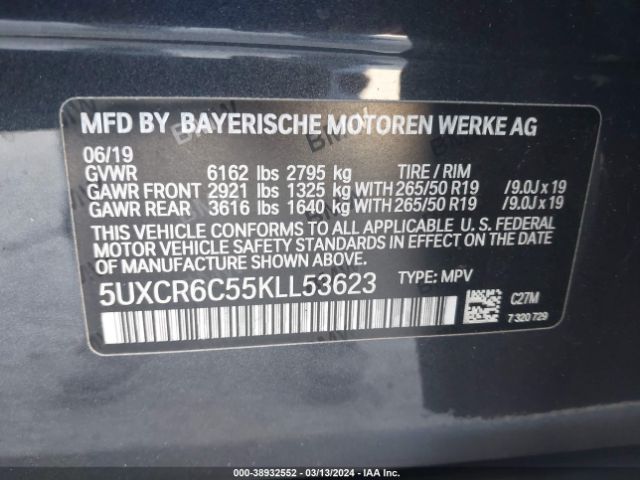 MFD BY BAYERISCHE MOTOREN WERKE AG
06/19
GVWR 6162 lbs 2795 kg TIRE / RIM
GAWR FRONT 2921 lbs 1325 kg WITH 265/50 R19 /9.0J x 19
GAWR REAR 3616 lbs 1640 kg WITH 265/50 R19 /9.0J x 19
THIS VEHICLE CONFORMS TO ALL APPLICABLE U. S. FEDERAL
MOTOR VEHICLE SAFETY STANDARDS IN EFFECT ON THE DATE
OF MANUFACTURE SHOWN ABOVE.
5UXCR6C55KLL53623 TYPE: MPV
C27M
7 320 729
100-38932552 // 03/13/2024 - IAA Inc.